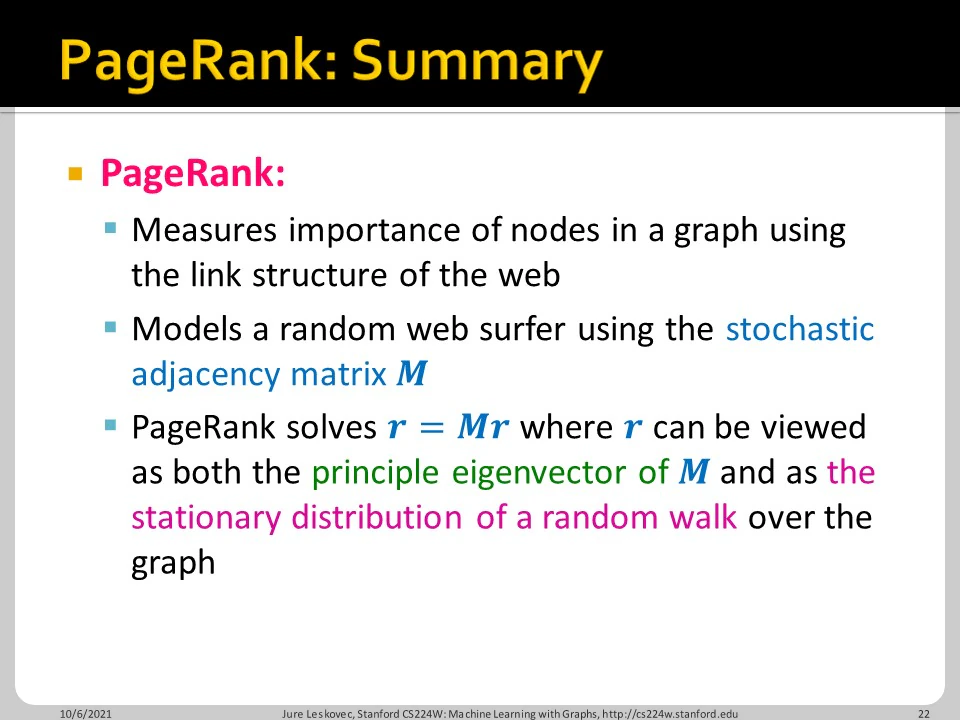 PageRank: Summary
PageRank:
Measures importance of nodes in a graph using
the link structure of the web
Models a random web surfer using the stochastic
adjacency matrix M
PageRank solves r = Mr where r can be viewed
as both the principle eigenvector of M and as the
stationary distribution of a random walk over the
graph
10/6/2021 Jure Leskovec, Stanford CS224W: Machine Learning with Graphs, http://cs224w.stanford.edu 22